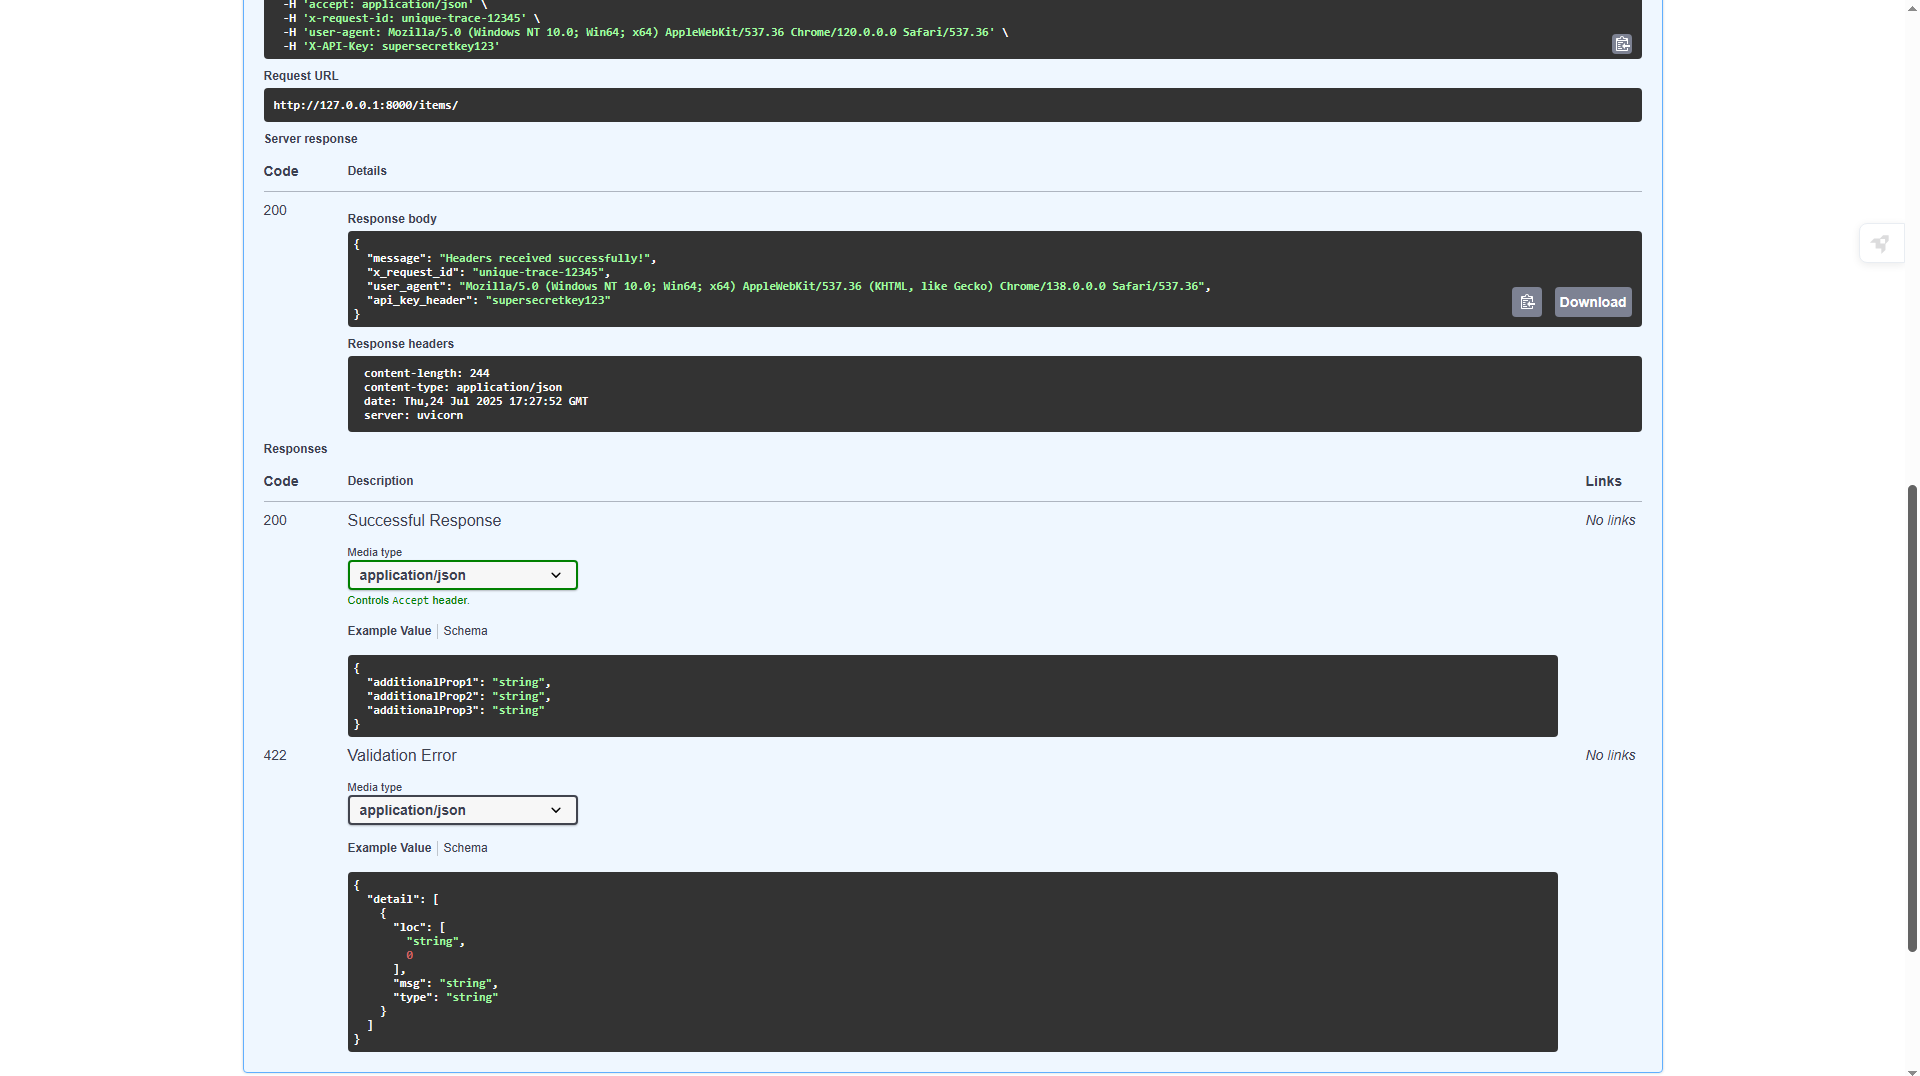 -H 'accept: application/json' \
-H 'x-request-id: unique-trace-12345' \
-H 'user-agent: Mozilla/5.0 (Windows NT 10.0; Win64; x64) AppleWebKit/537.36 Chrome/120.0.0.0 Safari/537.36' \
-H 'X-API-Key: supersecretkey123'
Request URL
http://127.0.0.1:8000/items/
Server response
Code Details
200
Response body
{
"message": "Headers received successfully!",
"x_request_id": "unique-trace-12345",
"user_agent": "Mozilla/5.0 (Windows NT 10.0; Win64; x64) AppleWebKit/537.36 (KHTML, like Gecko) Chrome/138.0.0.0 Safari/537.36",
"api_key_header": "supersecretkey123"
}
Download
Response headers
content-length: 244
content-type: application/json
date: Thu,24 Jul 2025 17:27:52 GMT
server: uvicorn
Responses
Code Description Links
200 Successful Response No links
Media type
application/json
Controls Accept header.
Example Value Schema
{
"additionalProp1": "string",
"additionalProp2": "string",
"additionalProp3": "string"
}
422 Validation Error No links
Media type
application/json
Example Value Schema
{
"detail": [
{
"loc": [
"string",
0
],
"msg": "string",
"type": "string"
}
]
}